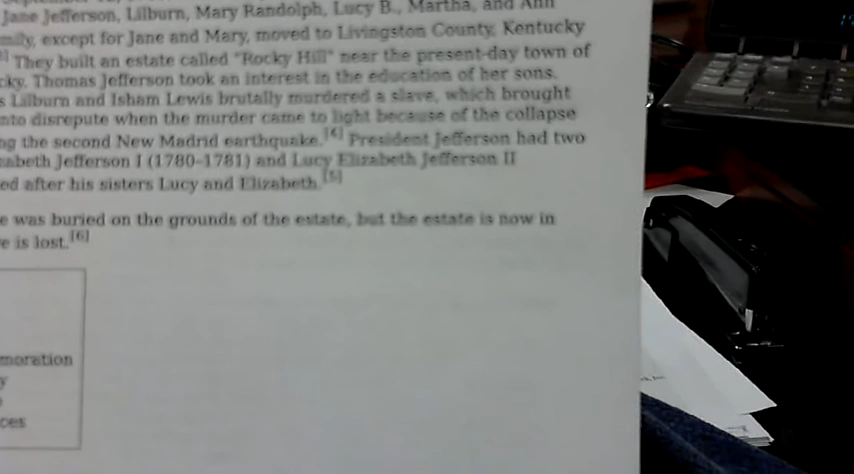 Jane Jefferson, Lilburn, Mary Randolph, Lucy B., Martha, and Ann
mily, except for Jane and Mary, moved to Livingston County, Kentucky
They built an estate called "Rocky Hill" near the present-day town of
cky. Thomas Jefferson took an interest in the education of her sons.
s Lilburn and Isham Lewis brutally murdered a slave, which brought
nto disrepute when the murder came to light because of the collapse
ng the second New Madrid earthquake.[4] President Jefferson had two
zabeth Jefferson I (1780–1781) and Lucy Elizabeth Jefferson II
ed after his sisters Lucy and Elizabeth.[5]
e was buried on the grounds of the estate, but the estate is now in
e is lost.[6]
moration
y
ces